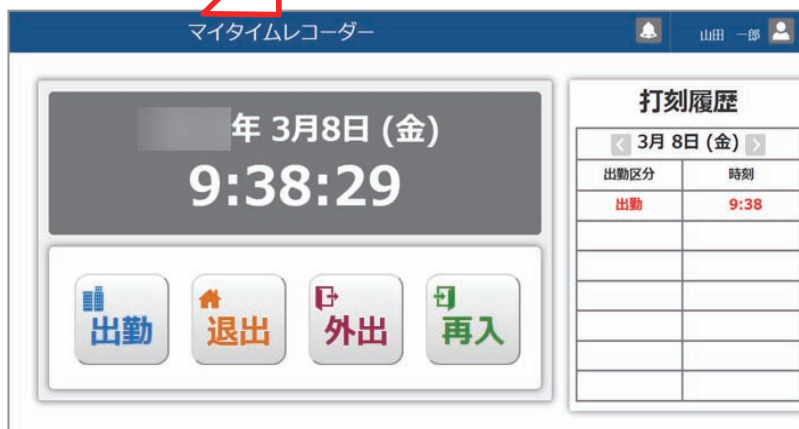 マイタイムレコーダー
山田 一郎
年 3月8日 (金)
9:38:29
出勤
退出
外出
再入
打刻履歴
3月 8日 (金)
出勤区分 時刻
出勤 9:38